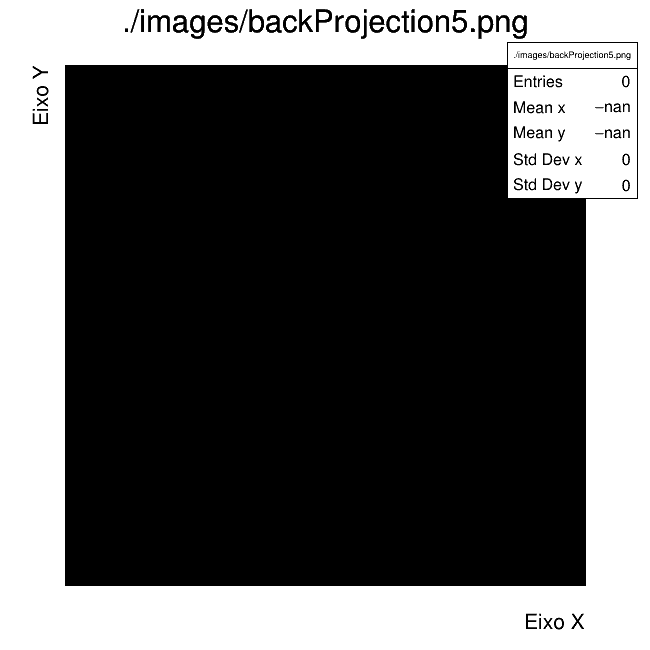 ./images/backProjection5.png
./images/backProjection5.png
Entries 0
Mean x −nan
Mean y −nan
Std Dev x 0
Std Dev y 0
Eixo Y
Eixo X